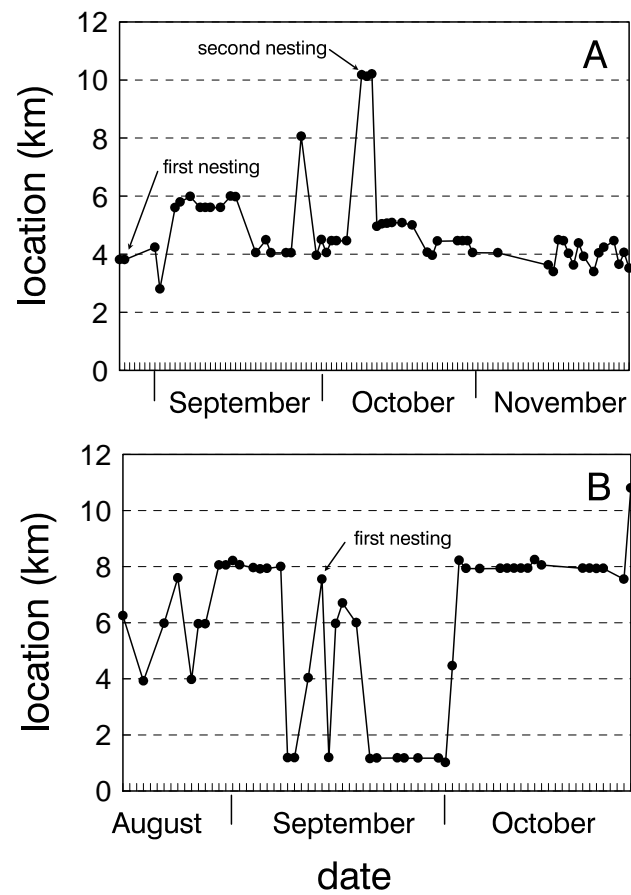 12
A
second nesting
10
8
first nesting
6
4
2
0
location (km)
September October November
12
B
10
first nesting
8
6
4
2
0
location (km)
August September October
date